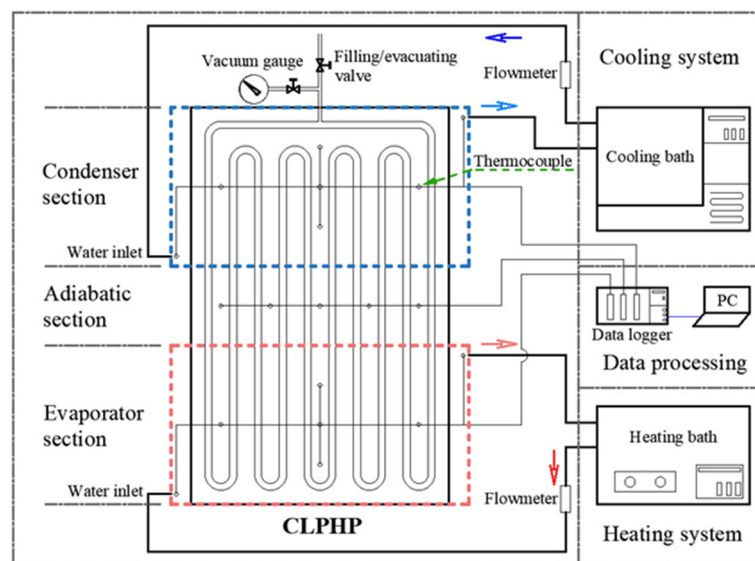 Vacuum gauge
Filling/evacuating
valve
Flowmeter
Cooling system
Condenser
section
Thermocouple
Cooling bath
Water inlet
Adiabatic
section
PC
Data logger
Data processing
Evaporator
section
Heating bath
Water inlet
Flowmeter
CLPHP
Heating system